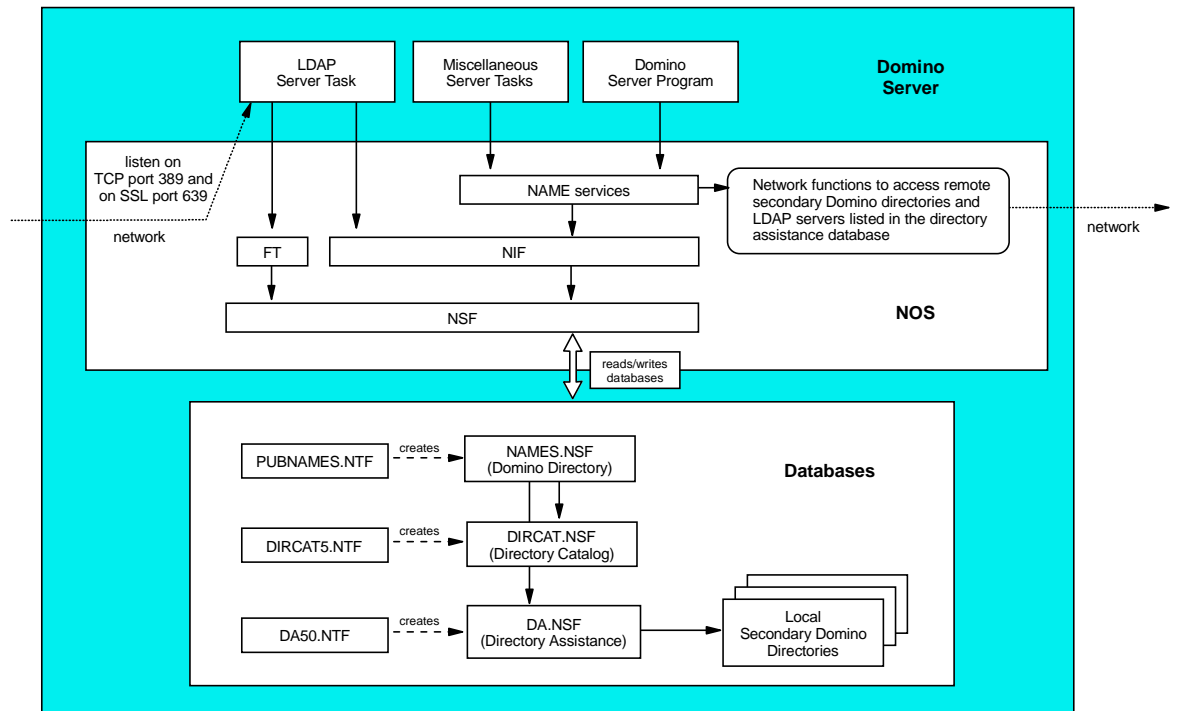 LDAP
Server Task
Miscellaneous
Server Tasks
Domino
Server Program
Domino
Server
listen on
TCP port 389 and
on SSL port 639
network
NAME services
Network functions to access remote
secondary Domino directories and
LDAP servers listed in the directory
assistance database
network
FT
NIF
NSF
NOS
reads/writes
databases
PUBNAMES.NTF
creates
NAMES.NSF
(Domino Directory)
Databases
DIRCAT5.NTF
creates
DIRCAT.NSF
(Directory Catalog)
DA50.NTF
creates
DA.NSF
(Directory Assistance)
Local
Secondary Domino
Directories